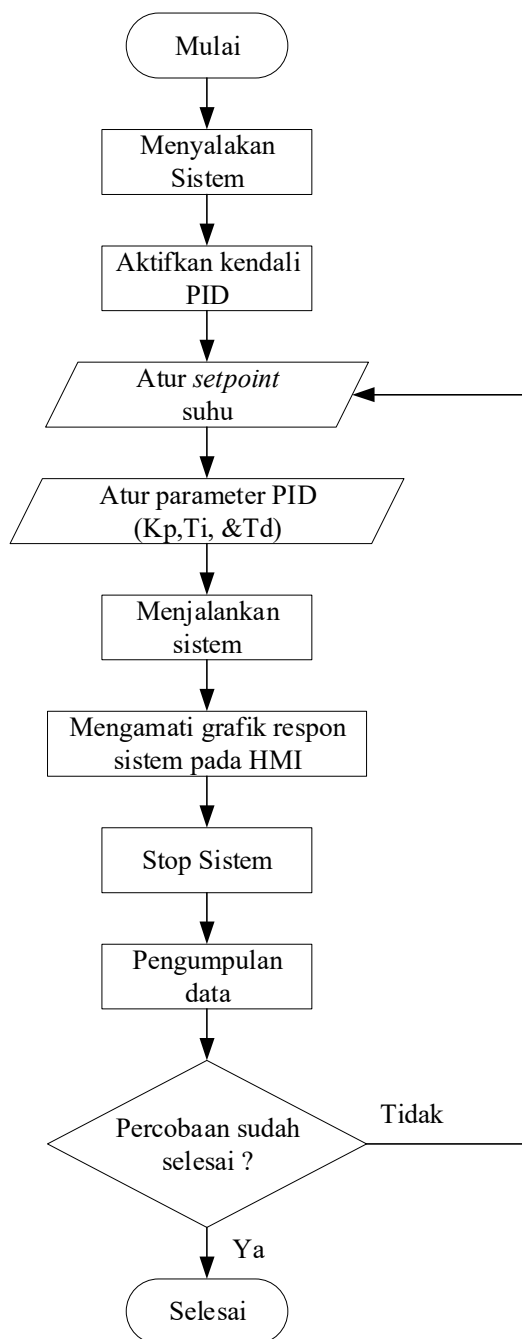 Mulai
Menyalakan
Sistem
Aktifkan kendali
PID
Atur setpoint
suhu
Atur parameter PID
(Kp,Ti, &Td)
Menjalankan
sistem
Mengamati grafik respon
sistem pada HMI
Stop Sistem
Pengumpulan
data
Percobaan sudah
selesai ?
Tidak
Ya
Selesai